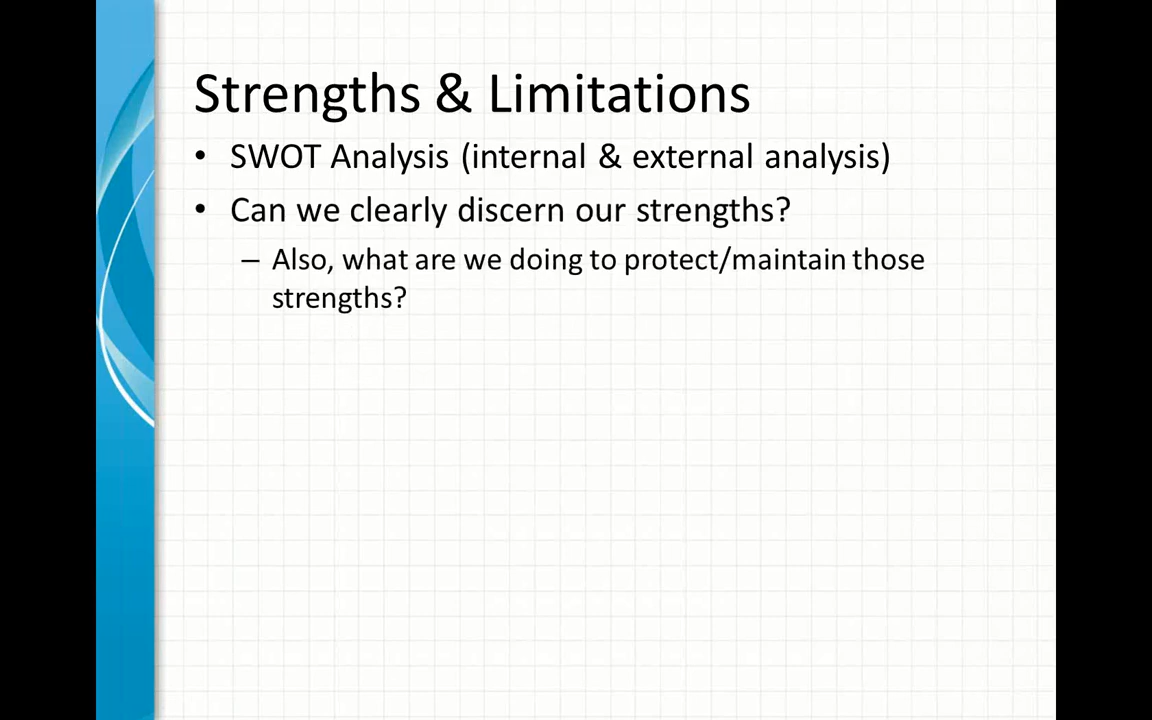 Strengths & Limitations
• SWOT Analysis (internal & external analysis)
• Can we clearly discern our strengths?
– Also, what are we doing to protect/maintain those
strengths?